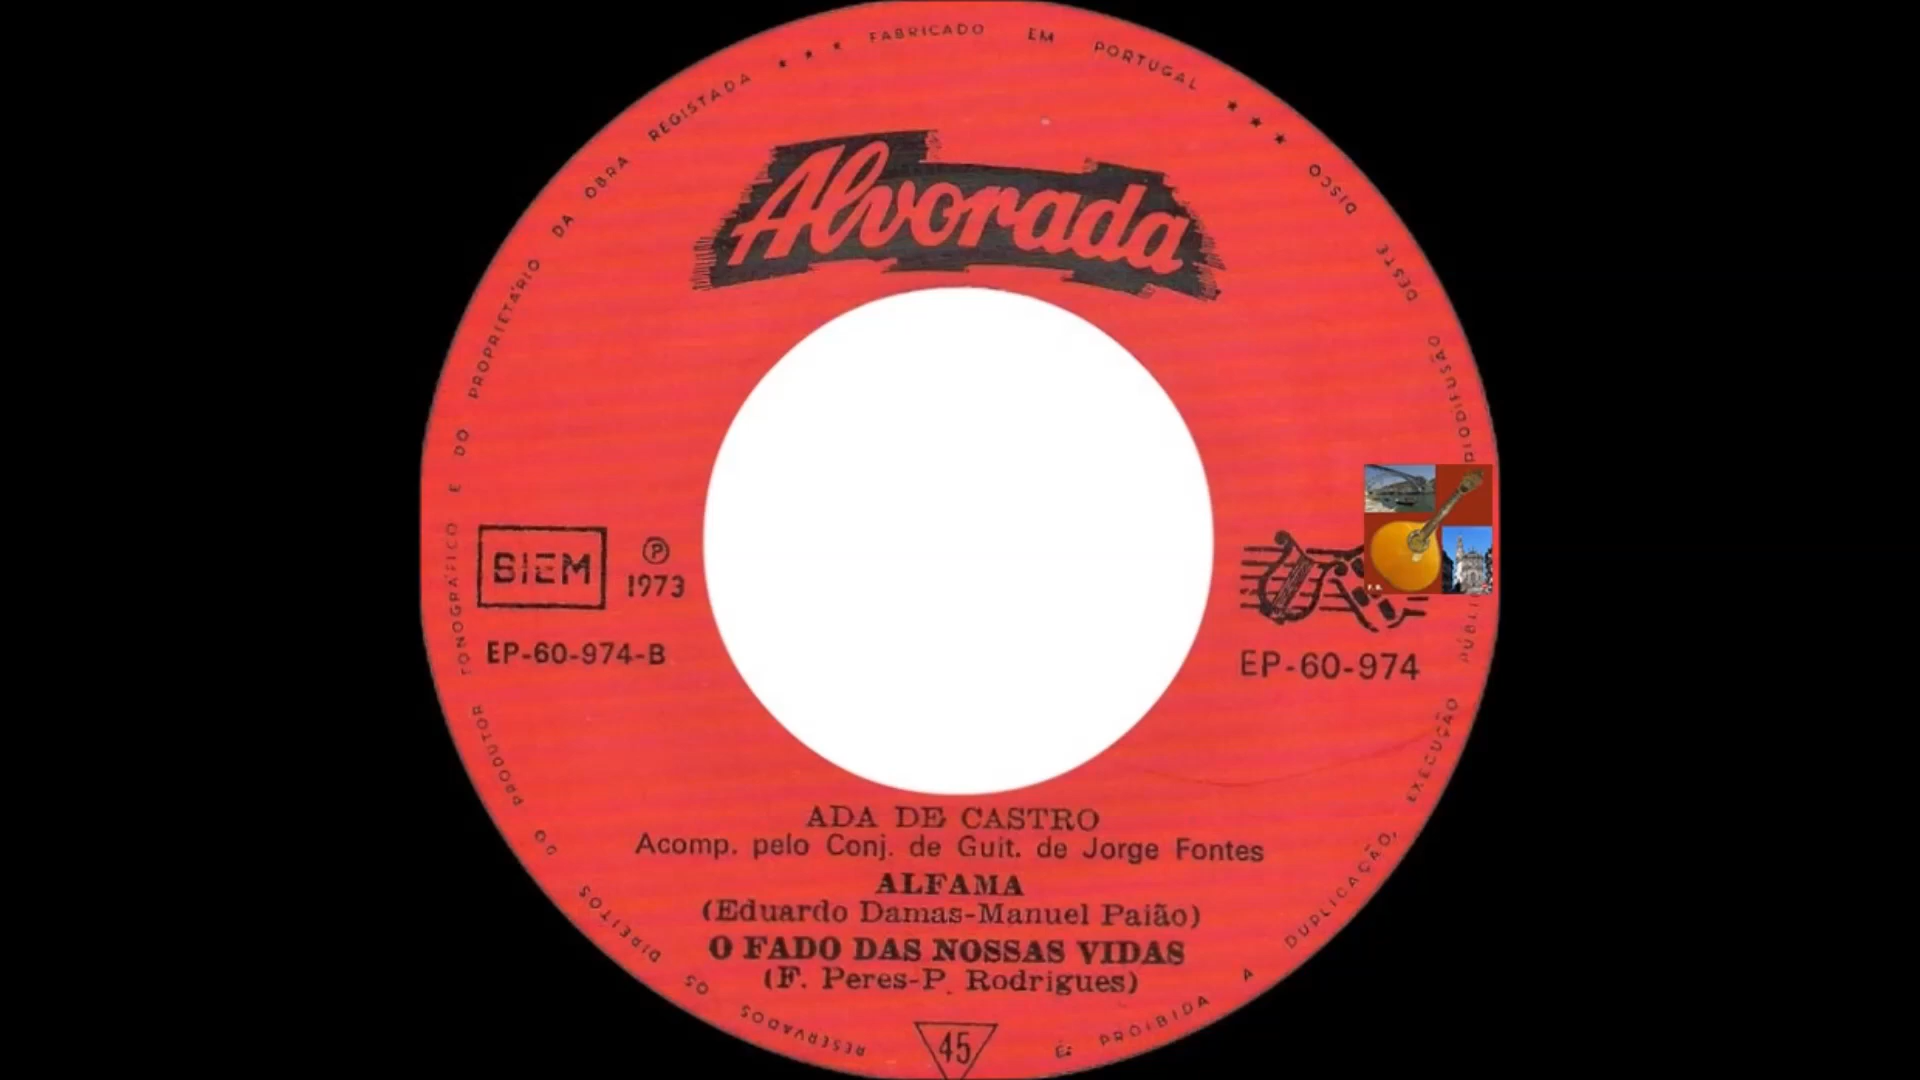 FABRICADO EM PORTUGAL
DISCO DESTE
É PROIBIDA A DUPLICAÇÃO, EXECUÇÃO
RESERVADOS OS DIREITOS DO PRODUTOR FONOGRÁFICO E DO PROPRIETÁRIO DA OBRA REGISTADA
Alvorada
BIEM
Ⓟ
1973
EP-60-974-B
EP-60-974
ADA DE CASTRO
Acomp. pelo Conj. de Guit. de Jorge Fontes
ALFAMA
(Eduardo Damas-Manuel Paião)
O FADO DAS NOSSAS VIDAS
(F. Peres-P. Rodrigues)
45